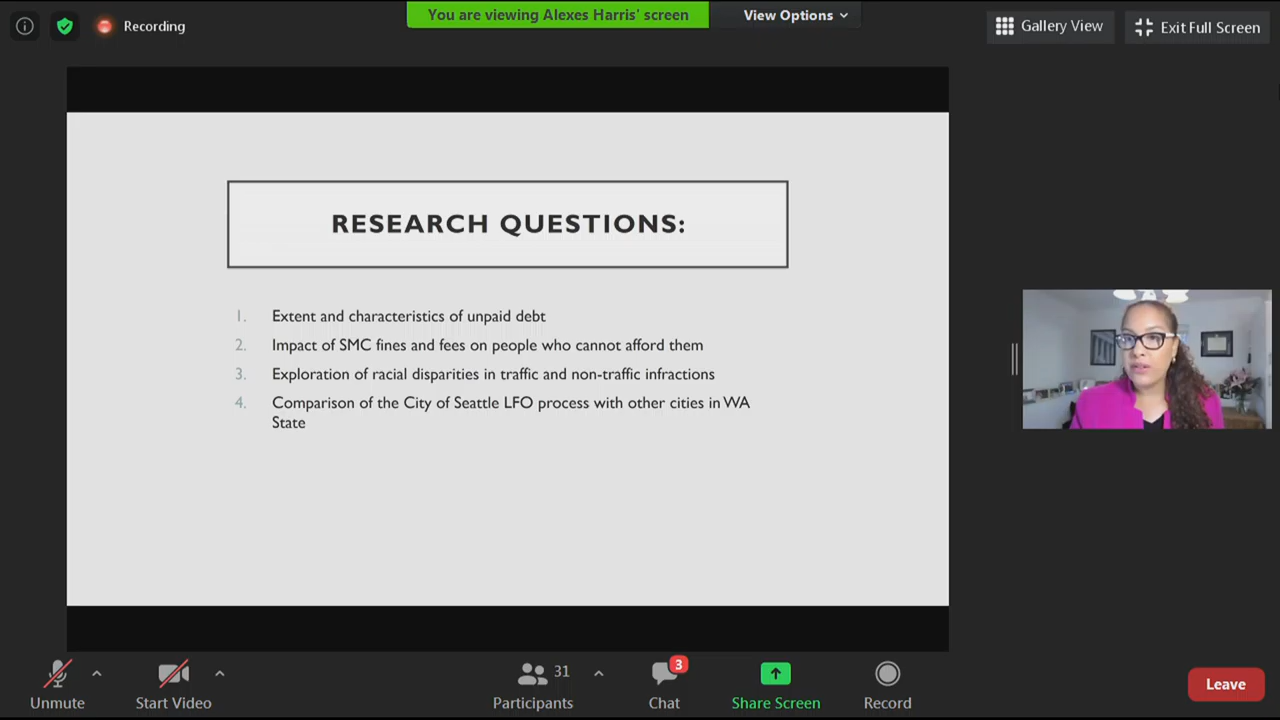 Recording
You are viewing Alexes Harris' screen
View Options
Gallery View
Exit Full Screen
RESEARCH QUESTIONS:
1. Extent and characteristics of unpaid debt
2. Impact of SMC fines and fees on people who cannot afford them
3. Exploration of racial disparities in traffic and non-traffic infractions
4. Comparison of the City of Seattle LFO process with other cities in WA
State
Unmute
Start Video
31
Participants
3
Chat
Share Screen
Record
Leave